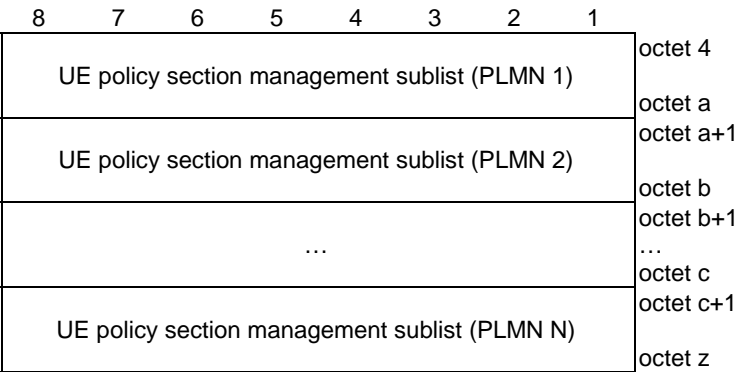 8 7 6 5 4 3 2 1
octet 4
UE policy section management sublist (PLMN 1)
octet a
octet a+1
UE policy section management sublist (PLMN 2)
octet b
octet b+1
… …
octet c
octet c+1
UE policy section management sublist (PLMN N)
octet z